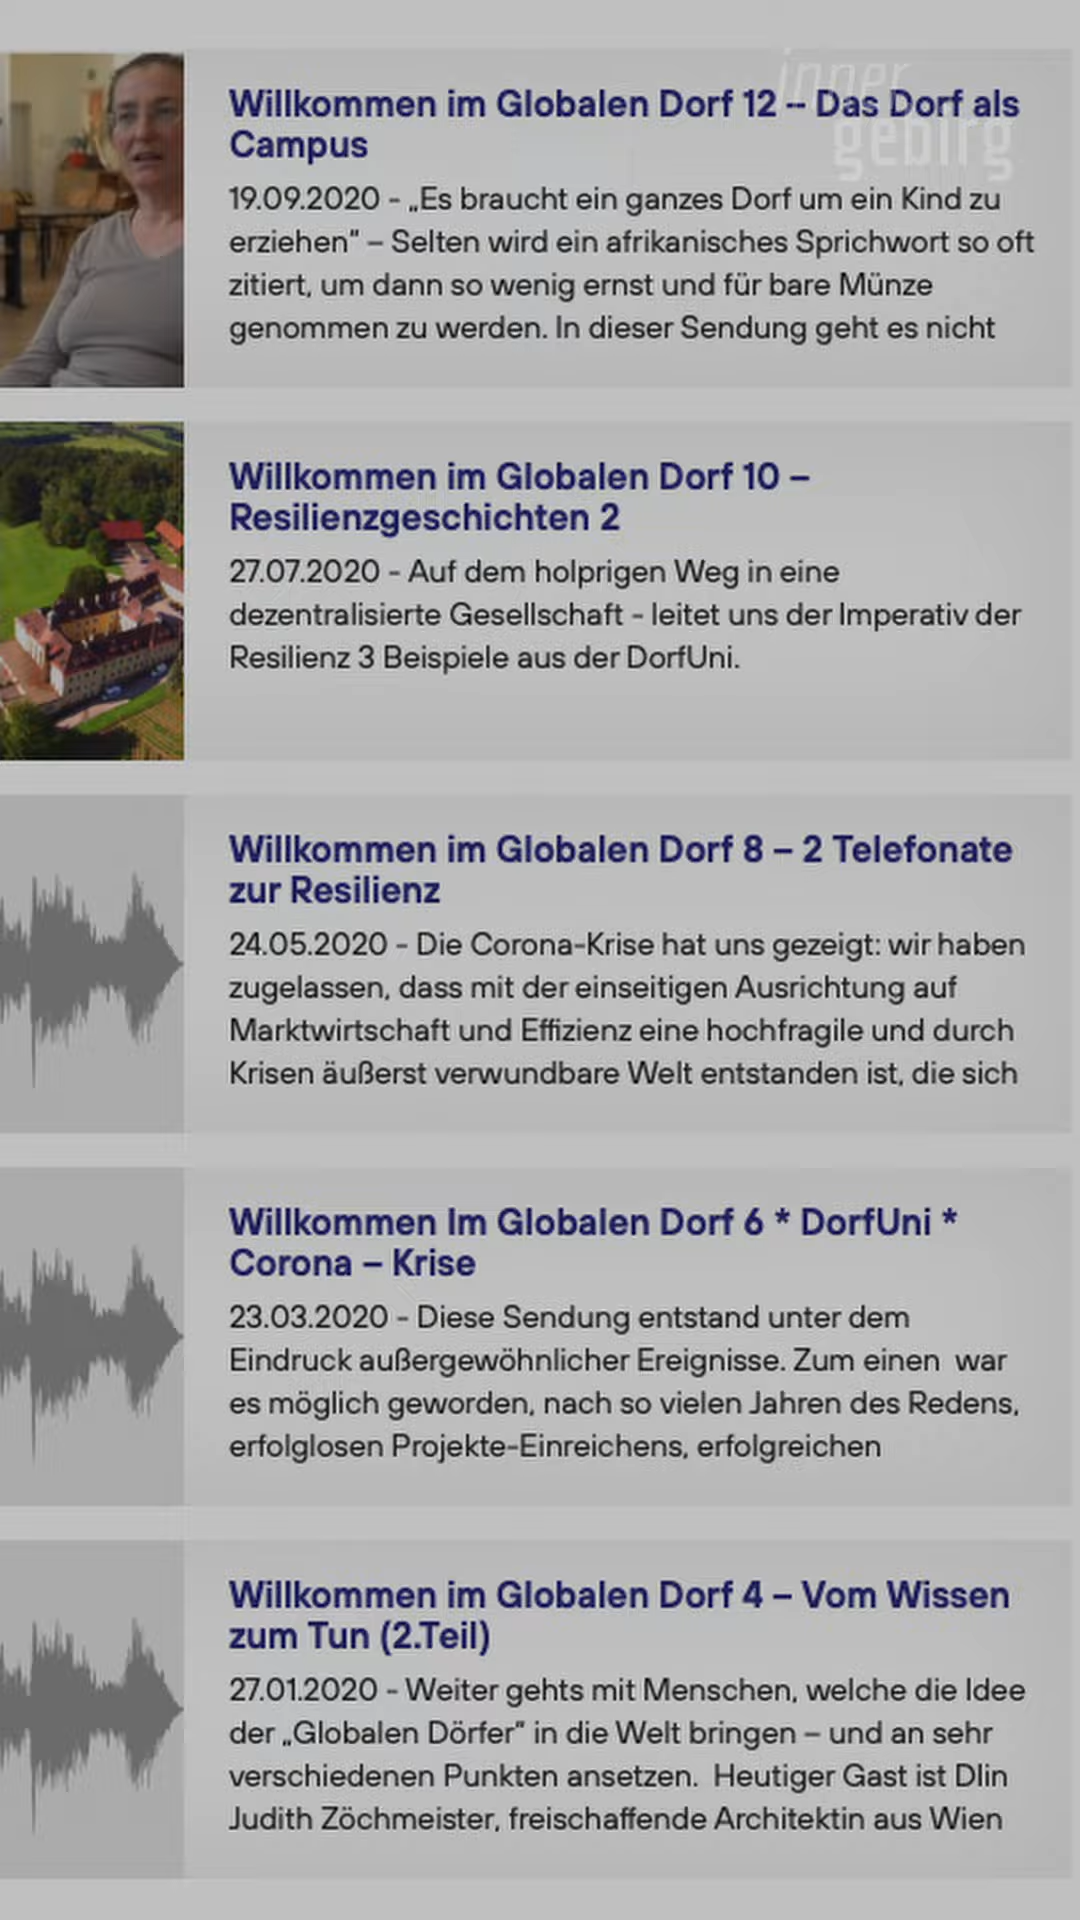 inner
gebirg
Willkommen im Globalen Dorf 12 – Das Dorf als
Campus
19.09.2020 - „Es braucht ein ganzes Dorf um ein Kind zu
erziehen“ – Selten wird ein afrikanisches Sprichwort so oft
zitiert, um dann so wenig ernst und für bare Münze
genommen zu werden. In dieser Sendung geht es nicht
Willkommen im Globalen Dorf 10 –
Resilienzgeschichten 2
27.07.2020 - Auf dem holprigen Weg in eine
dezentralisierte Gesellschaft - leitet uns der Imperativ der
Resilienz 3 Beispiele aus der DorfUni.
Willkommen im Globalen Dorf 8 – 2 Telefonate
zur Resilienz
24.05.2020 - Die Corona-Krise hat uns gezeigt: wir haben
zugelassen, dass mit der einseitigen Ausrichtung auf
Marktwirtschaft und Effizienz eine hochfragile und durch
Krisen äußerst verwundbare Welt entstanden ist, die sich
Willkommen Im Globalen Dorf 6 * DorfUni *
Corona – Krise
23.03.2020 - Diese Sendung entstand unter dem
Eindruck außergewöhnlicher Ereignisse. Zum einen  war
es möglich geworden, nach so vielen Jahren des Redens,
erfolglosen Projekte-Einreichens, erfolgreichen
Willkommen im Globalen Dorf 4 – Vom Wissen
zum Tun (2.Teil)
27.01.2020 - Weiter gehts mit Menschen, welche die Idee
der „Globalen Dörfer“ in die Welt bringen – und an sehr
verschiedenen Punkten ansetzen.  Heutiger Gast ist DIin
Judith Zöchmeister, freischaffende Architektin aus Wien